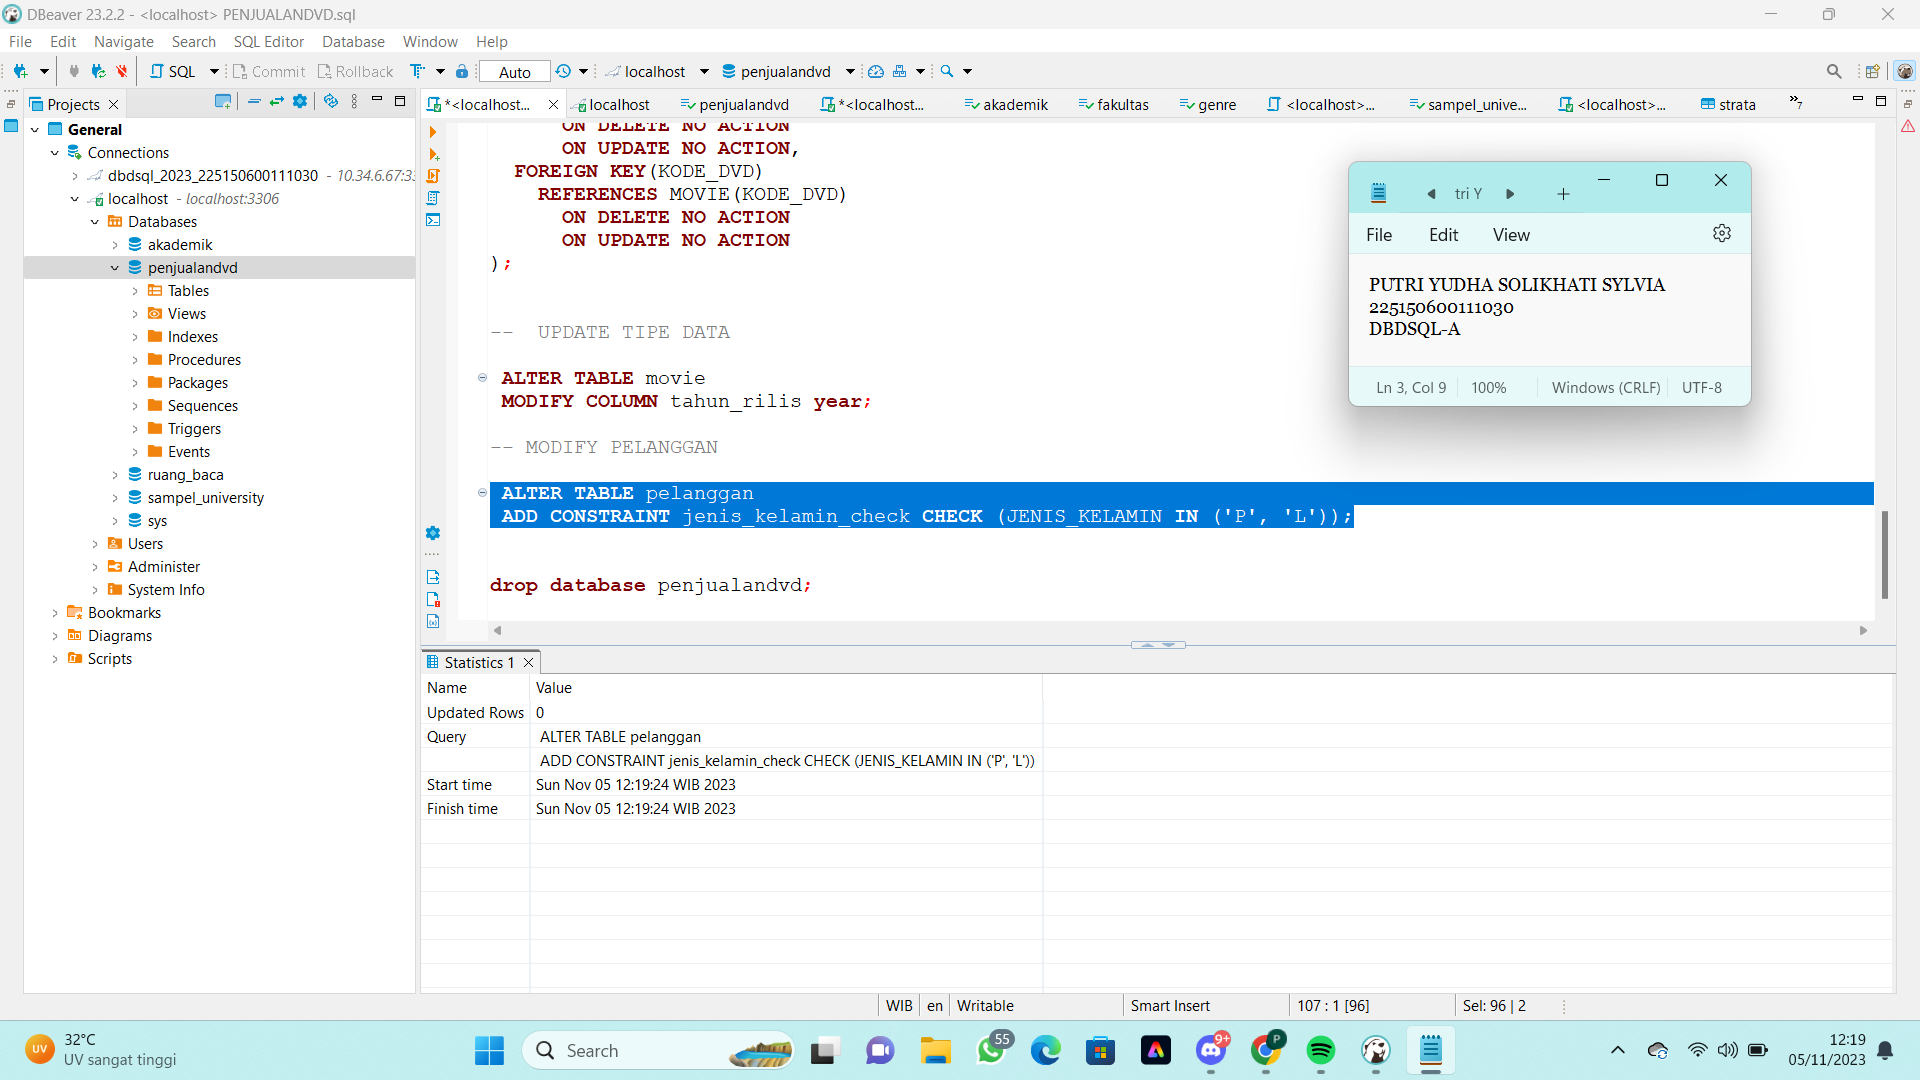 DBeaver 23.2.2 - <localhost> PENJUALANDVD.sql
File Edit Navigate Search SQL Editor Database Window Help
SQL Commit Rollback Auto localhost penjualandvd
Projects
*<localhost... localhost penjualandvd *<localhost... akademik fakultas genre <localhost>... sampel_unive... <localhost>... strata »7
General
Connections
dbdsql_2023_225150600111030 - 10.34.6.67:33
localhost - localhost:3306
Databases
akademik
penjualandvd
Tables
Views
Indexes
Procedures
Packages
Sequences
Triggers
Events
ruang_baca
sampel_university
sys
Users
Administer
System Info
Bookmarks
Diagrams
Scripts
ON DELETE NO ACTION
ON UPDATE NO ACTION,
FOREIGN KEY(KODE_DVD)
REFERENCES MOVIE(KODE_DVD)
ON DELETE NO ACTION
ON UPDATE NO ACTION
);
-- UPDATE TIPE DATA
ALTER TABLE movie
MODIFY COLUMN tahun_rilis year;
-- MODIFY PELANGGAN
ALTER TABLE pelanggan
ADD CONSTRAINT jenis_kelamin_check CHECK (JENIS_KELAMIN IN ('P', 'L'));
drop database penjualandvd;
tri Y
File Edit View
PUTRI YUDHA SOLIKHATI SYLVIA
225150600111030
DBDSQL-A
Ln 3, Col 9 100% Windows (CRLF) UTF-8
Statistics 1
Name Value
Updated Rows 0
Query ALTER TABLE pelanggan
ADD CONSTRAINT jenis_kelamin_check CHECK (JENIS_KELAMIN IN ('P', 'L'))
Start time Sun Nov 05 12:19:24 WIB 2023
Finish time Sun Nov 05 12:19:24 WIB 2023
WIB en Writable Smart Insert 107 : 1 [96] Sel: 96 | 2
UV
32°C
UV sangat tinggi
Search
55
9+
P
12:19
05/11/2023